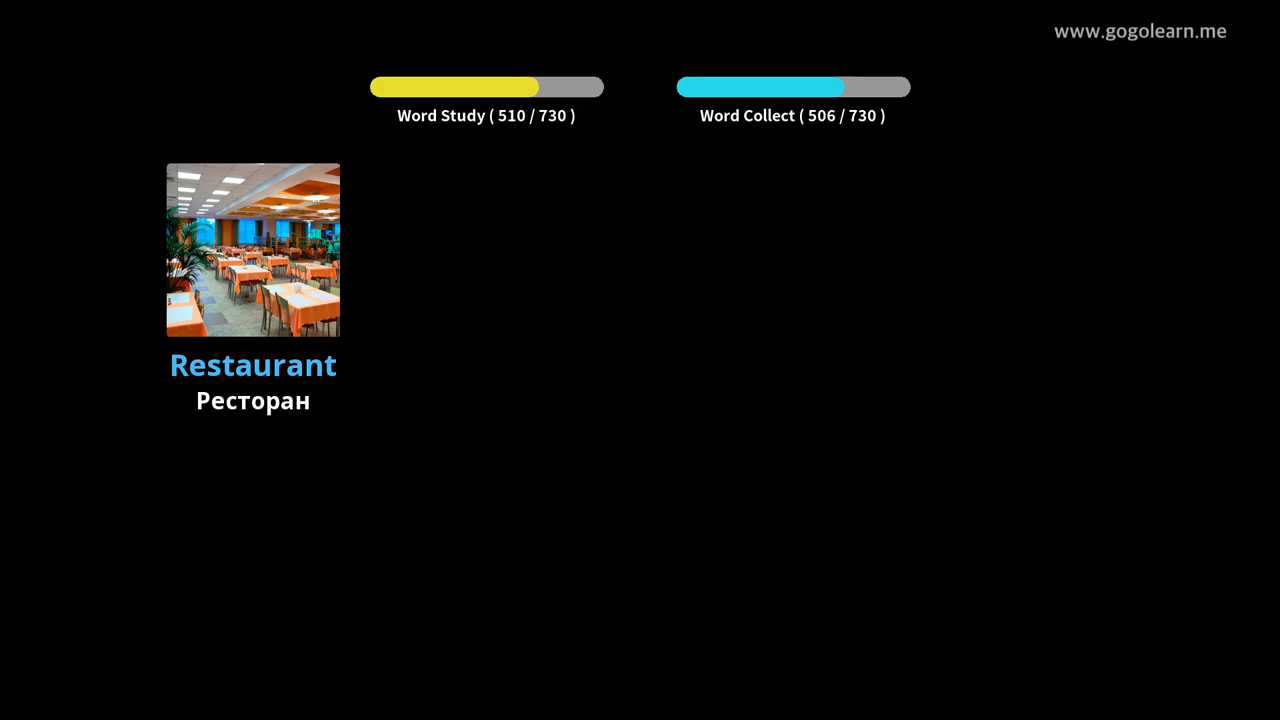 www.gogolearn.me
Word Study ( 510 / 730 )
Word Collect ( 506 / 730 )
Restaurant
Ресторан